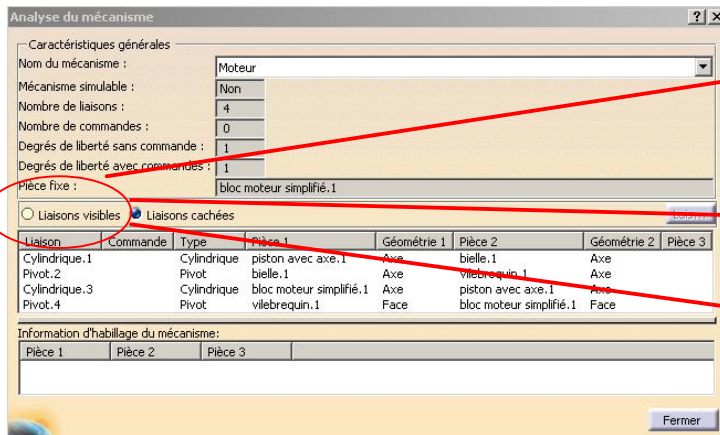 Analyse du mécanisme
Caractéristiques générales
Nom du mécanisme : Moteur
Mécanisme simulable : Non
Nombre de liaisons : 4
Nombre de commandes : 0
Degrés de liberté sans commande : 1
Degrés de liberté avec commandes : 1
Pièce fixe : bloc moteur simplifié.1
Liaisons visibles Liaisons cachées
Liaison Commande Type Pièce 1 Géométrie 1 Pièce 2 Géométrie 2 Pièce 3
Cylindrique.1 Cylindrique piston avec axe.1 Axe bielle.1 Axe
Pivot.2 Pivot bielle.1 Axe vilebrequin.1 Axe
Cylindrique.3 Cylindrique bloc moteur simplifié.1 Axe piston avec axe.1 Axe
Pivot.4 Pivot vilebrequin.1 Face bloc moteur simplifié.1 Face
Information d'habillage du mécanisme:
Pièce 1 Pièce 2 Pièce 3
Fermer